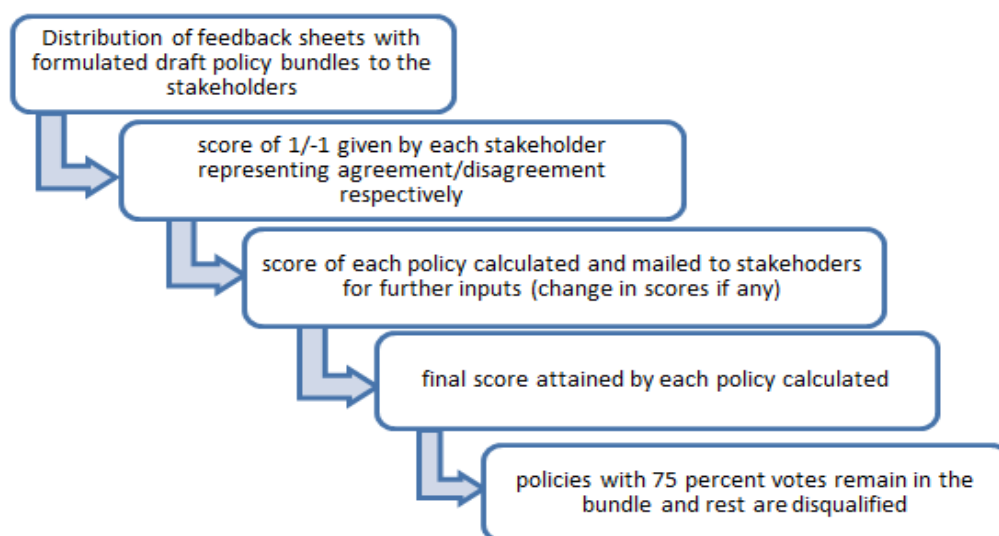 Distribution of feedback sheets with
formulated draft policy bundles to the
stakeholders
score of 1/-1 given by each stakeholder
representing agreement/disagreement
respectively
score of each policy calculated and mailed to stakehoders
for further inputs (change in scores if any)
final score attained by each policy calculated
policies with 75 percent votes remain in the
bundle and rest are disqualified